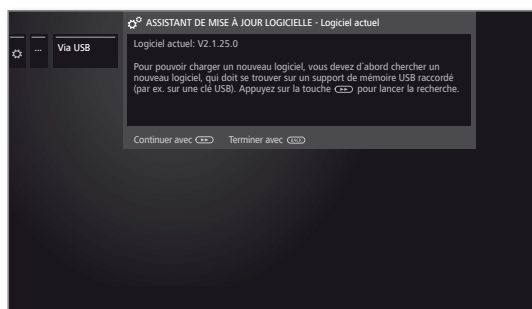 ASSISTANT DE MISE À JOUR LOGICIELLE - Logiciel actuel
... Via USB
Logiciel actuel: V2.1.25.0
Pour pouvoir charger un nouveau logiciel, vous devez d´abord chercher un
nouveau logiciel, qui doit se trouver sur un support de mémoire USB raccordé
(par ex. sur une clé USB). Appuyez sur la touche pour lancer la recherche.
Continuer avec Terminer avec